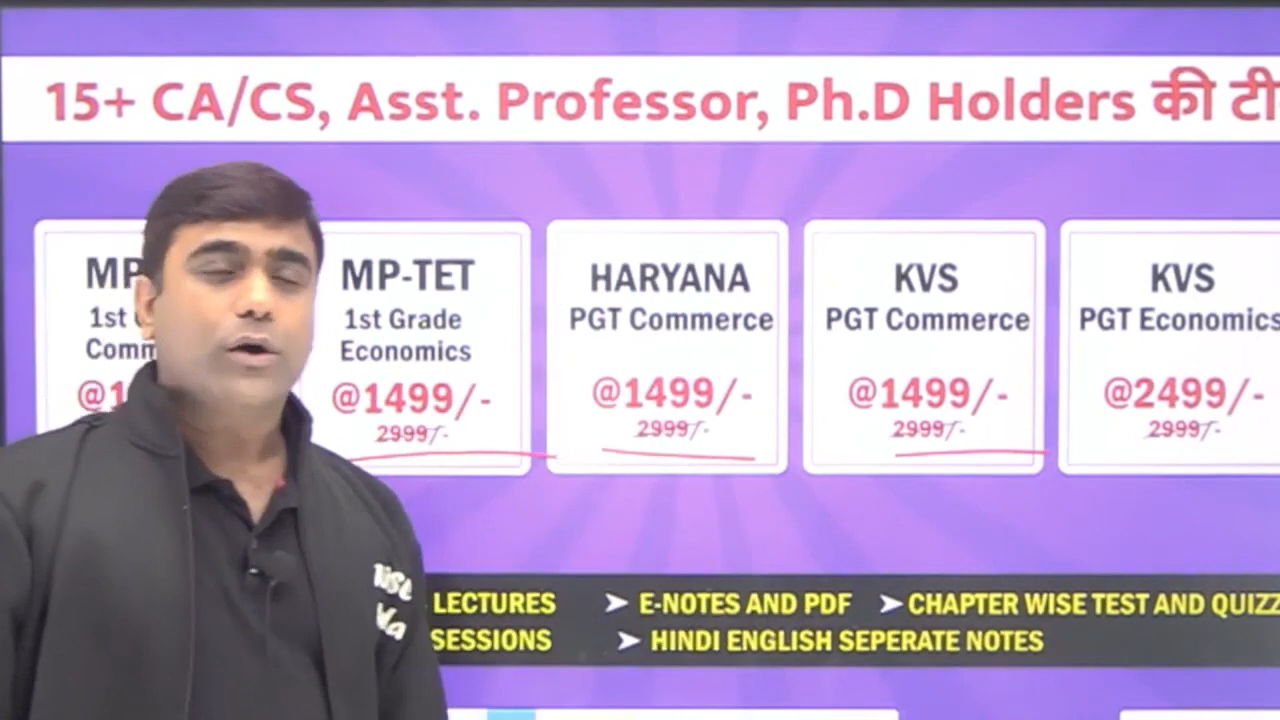 15+ CA/CS, Asst. Professor, Ph.D Holders की
MP-TET
1st Grade
Economics
@1499/-
2999/-
HARYANA
PGT Commerce
@1499/-
2999/-
KVS
PGT Commerce
@1499/-
2999/-
KVS
PGT Economics
@2499/-
2999/-
1st
LECTURES ➤ E-NOTES AND PDF ➤ CHAPTER WISE TEST AND
SESSIONS ➤ HINDI ENGLISH SEPERATE NOTES